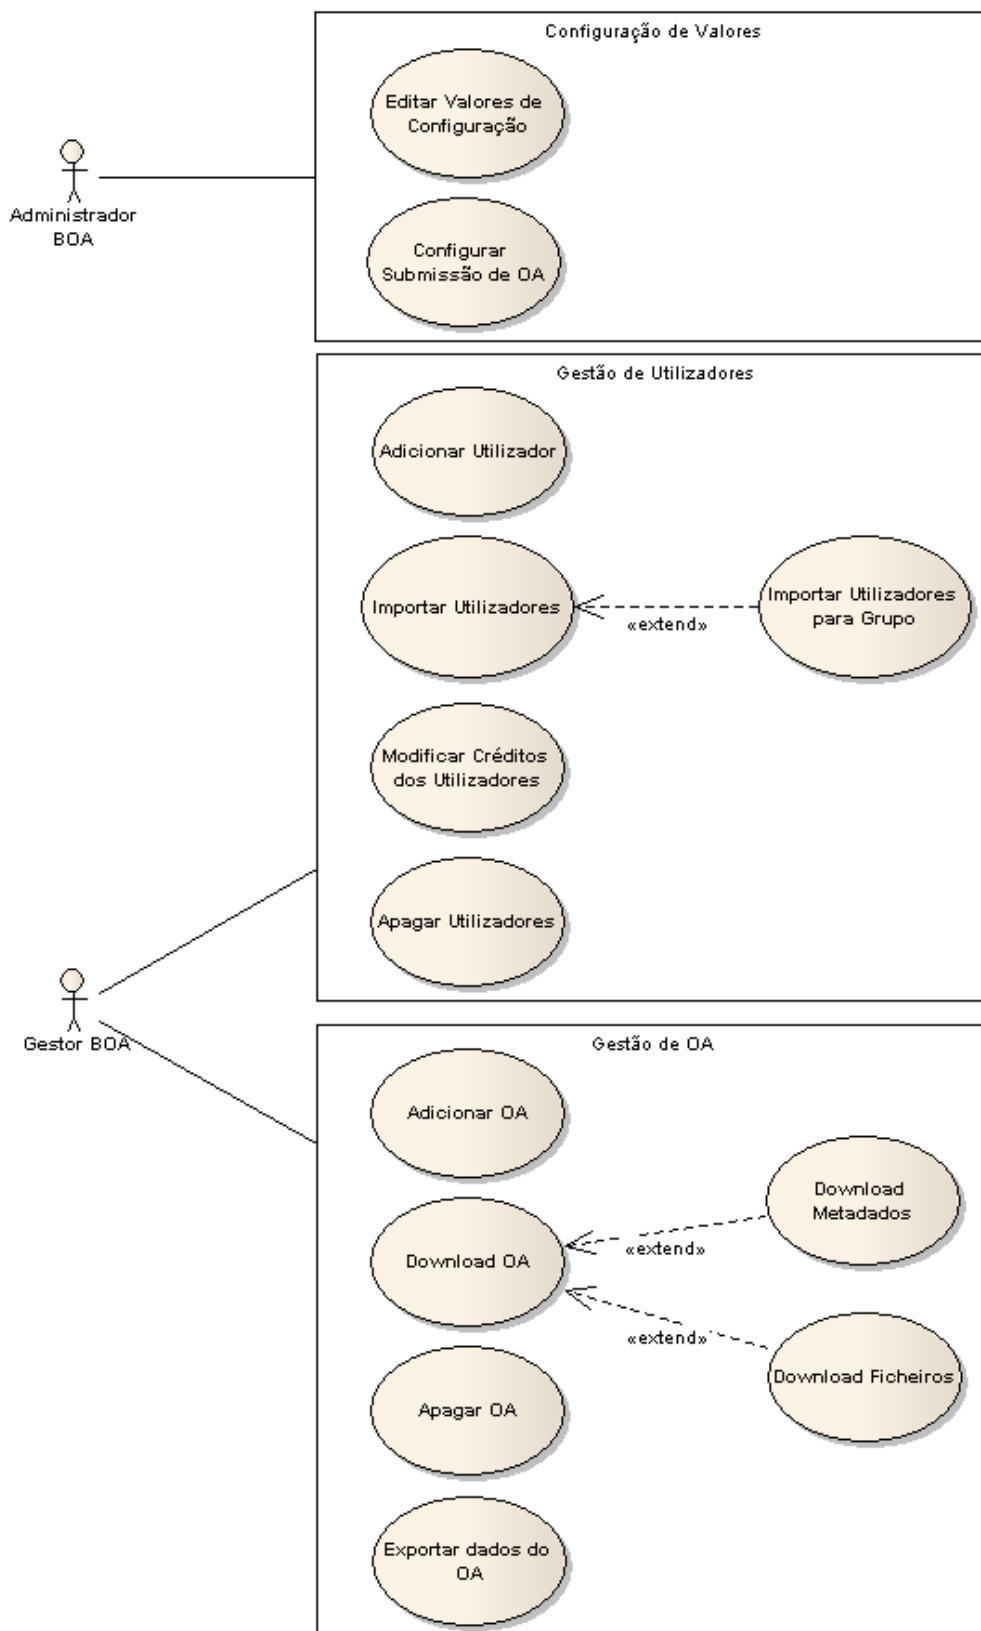 Configuração de Valores
Editar Valores de
Configuração
Administrador
BOA
Configurar
Submissão de OA
Gestão de Utilizadores
Adicionar Utilizador
Importar Utilizadores
«extend»
Importar Utilizadores
para Grupo
Modificar Créditos
dos Utilizadores
Apagar Utilizadores
Gestor BOA
Gestão de OA
Adicionar OA
Download
Metadados
Download OA
«extend»
«extend»
Download Ficheiros
Apagar OA
Exportar dados do
OA